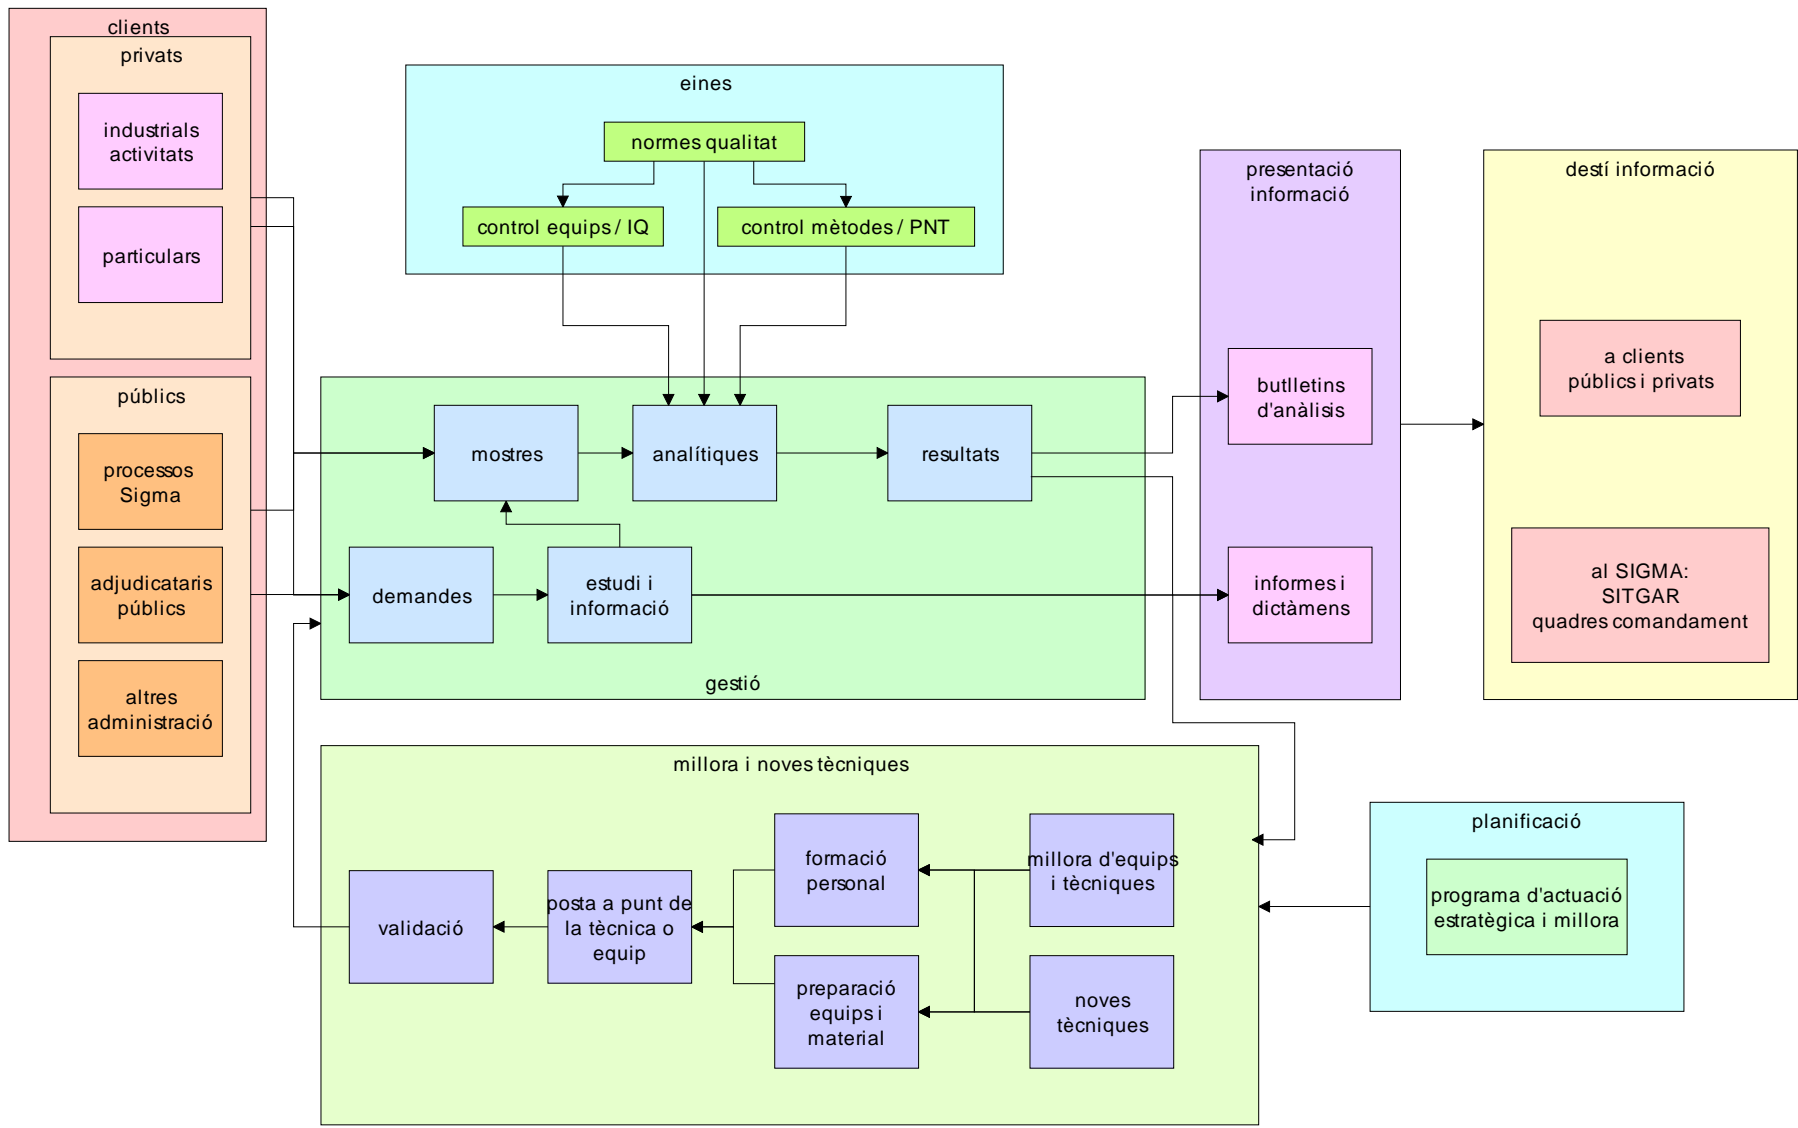 clients
privats
industrials
activitats
particulars
públics
processos
Sigma
adjudicataris
públics
altres
administració
eines
normes qualitat
control equips / IQ
control mètodes / PNT
mostres
analítiques
resultats
demandes
estudi i
informació
gestió
presentació
informació
butlletins
d'anàlisis
informes i
dictàmens
destí informació
a clients
públics i privats
al SIGMA:
SITGAR
quadres comandament
millora i noves tècniques
validació
posta a punt de
la tècnica o
equip
formació
personal
preparació
equips i
material
millora d'equips
i tècniques
noves
tècniques
planificació
programa d'actuació
estratègica i millora